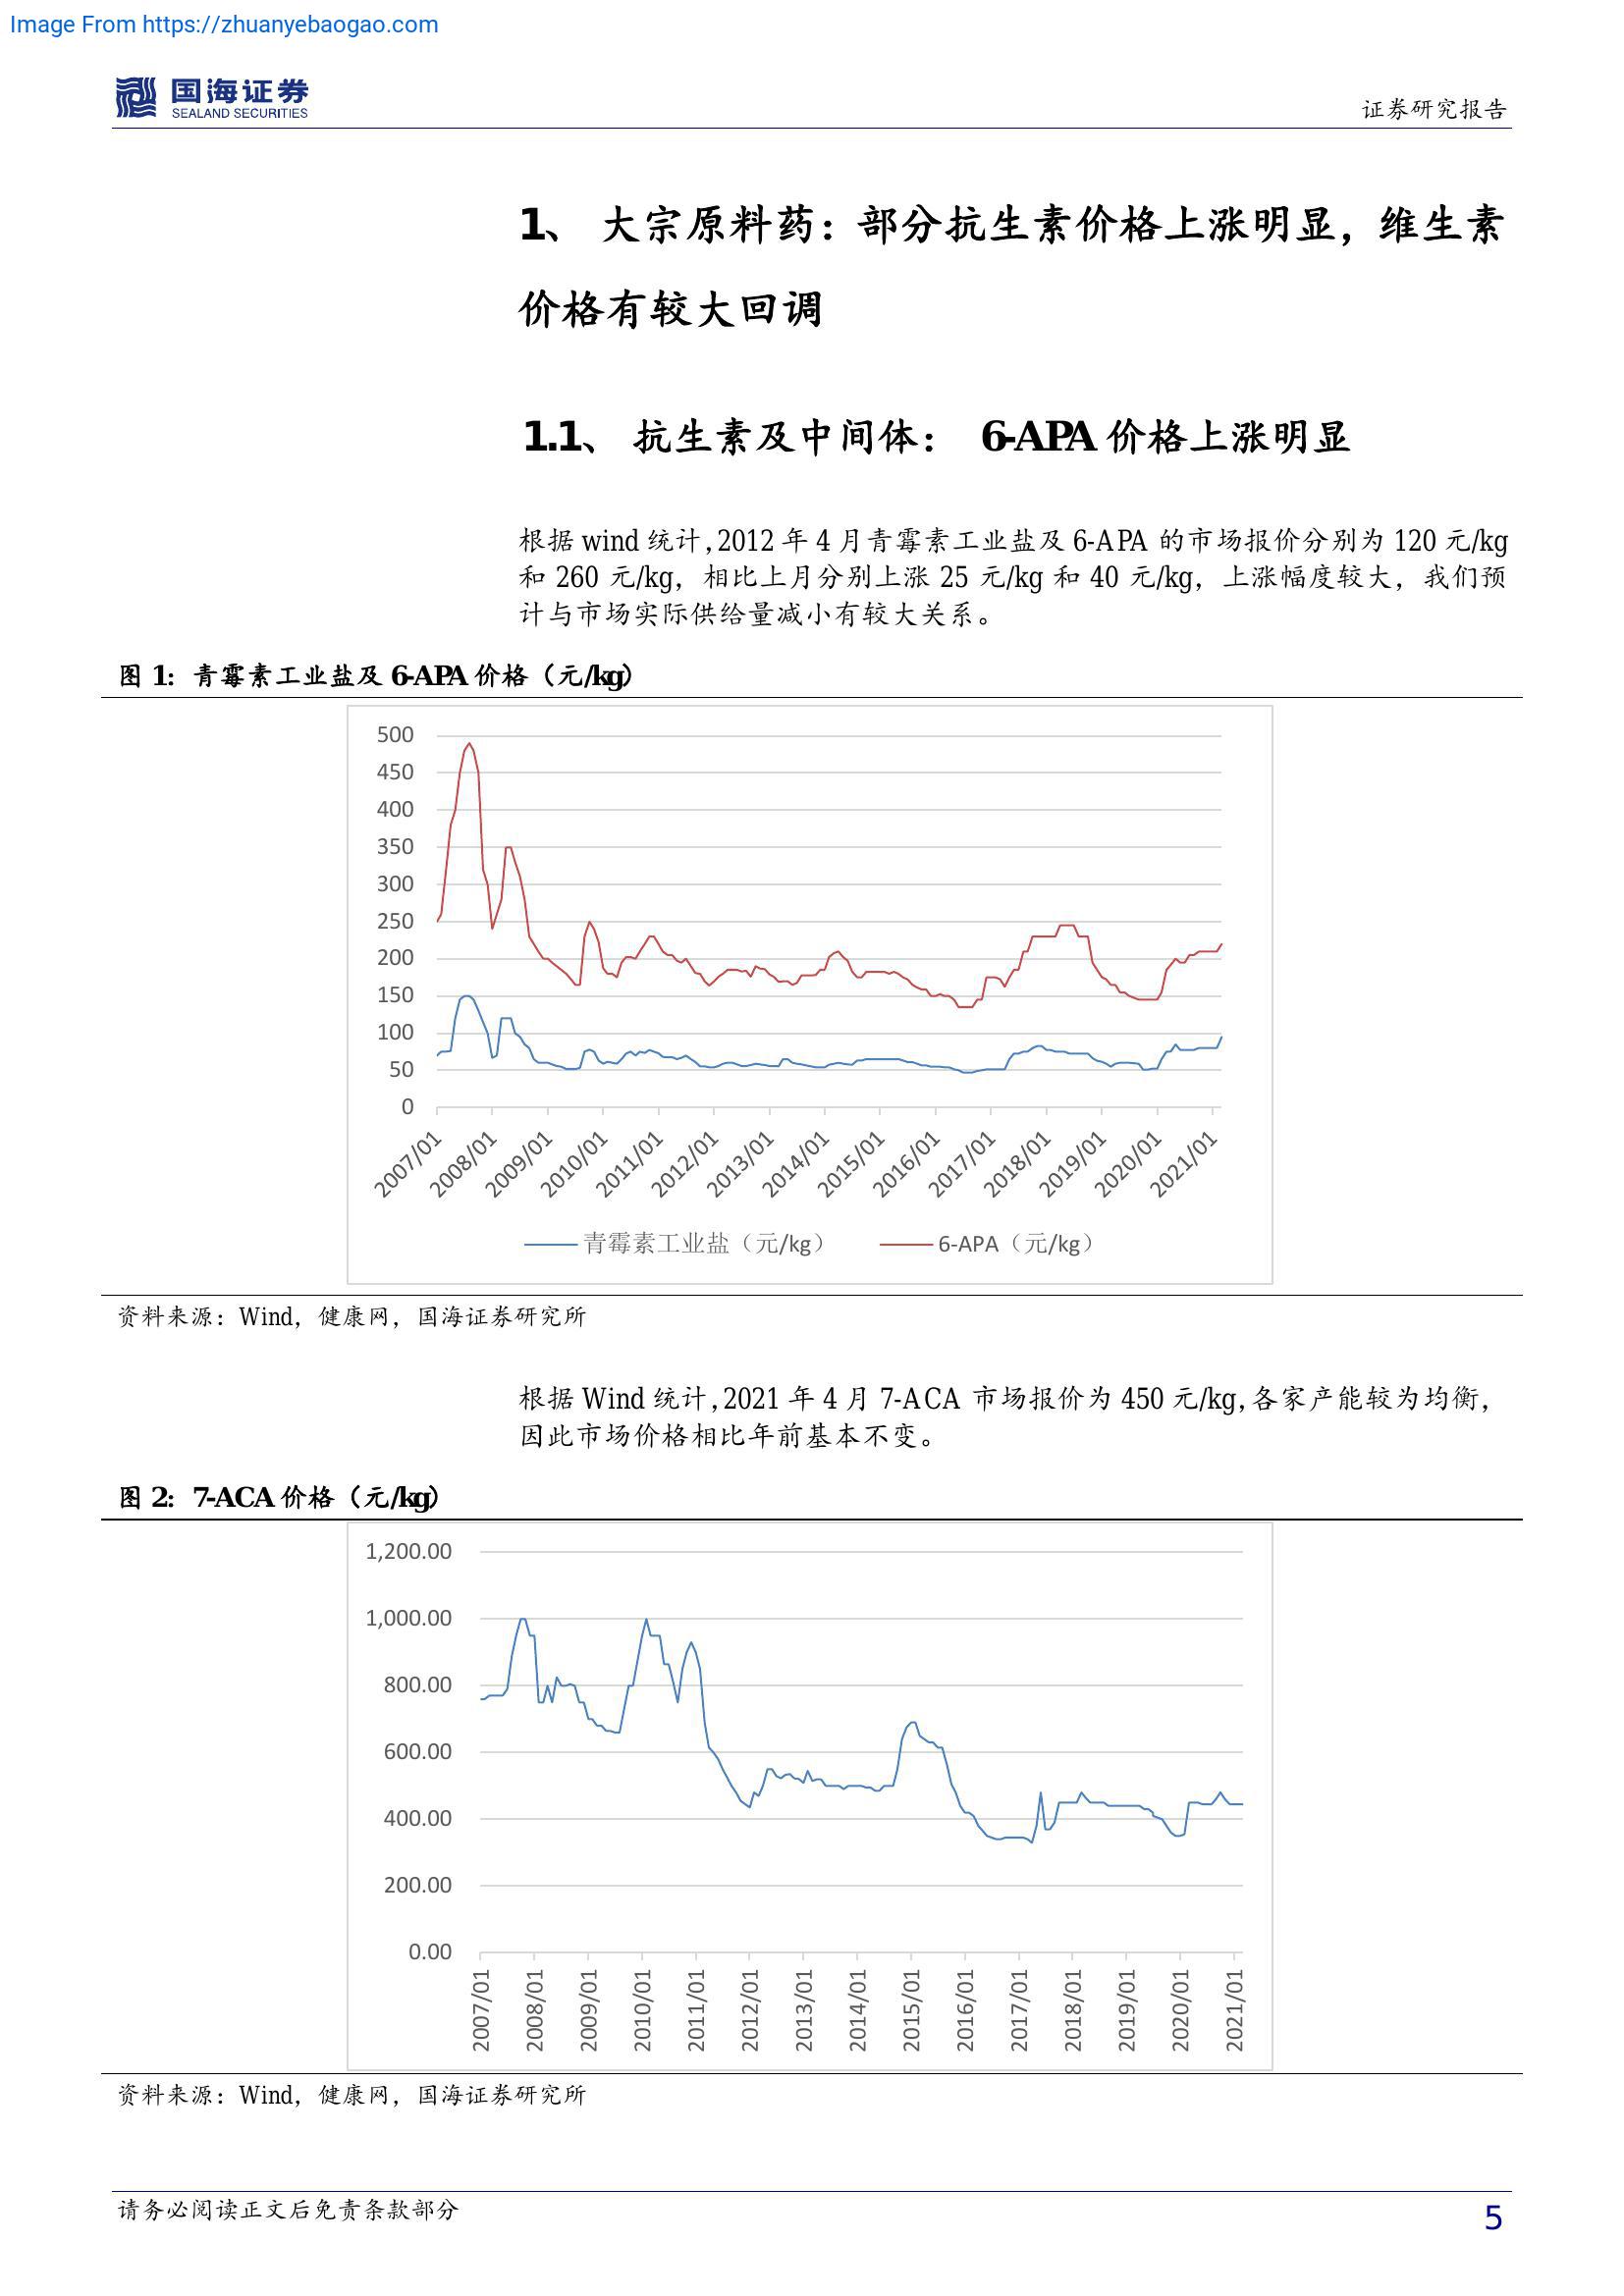 Image From https://zhuanyebaogao.com
国海证券
SEALAND SECURITIES
证券研究报告
1、 大宗原料药：部分抗生素价格上涨明显，维生素
价格有较大回调
1.1、 抗生素及中间体： 6-APA 价格上涨明显
根据 wind 统计,2012 年 4 月青霉素工业盐及 6-APA 的市场报价分别为 120 元/kg
和 260 元/kg，相比上月分别上涨 25 元/kg 和 40 元/kg，上涨幅度较大，我们预
计与市场实际供给量减小有较大关系。
图 1：青霉素工业盐及 6-APA 价格（元/kg）
500
450
400
350
300
250
200
150
100
50
0
2007/01 2008/01 2009/01 2010/01 2011/01 2012/01 2013/01 2014/01 2015/01 2016/01 2017/01 2018/01 2019/01 2020/01 2021/01
青霉素工业盐（元/kg） 6-APA（元/kg）
资料来源：Wind，健康网，国海证券研究所
根据 Wind 统计,2021 年 4 月 7-ACA 市场报价为 450 元/kg,各家产能较为均衡，
因此市场价格相比年前基本不变。
图 2：7-ACA 价格（元/kg）
1,200.00
1,000.00
800.00
600.00
400.00
200.00
0.00
2007/01 2008/01 2009/01 2010/01 2011/01 2012/01 2013/01 2014/01 2015/01 2016/01 2017/01 2018/01 2019/01 2020/01 2021/01
资料来源：Wind，健康网，国海证券研究所
请务必阅读正文后免责条款部分
5